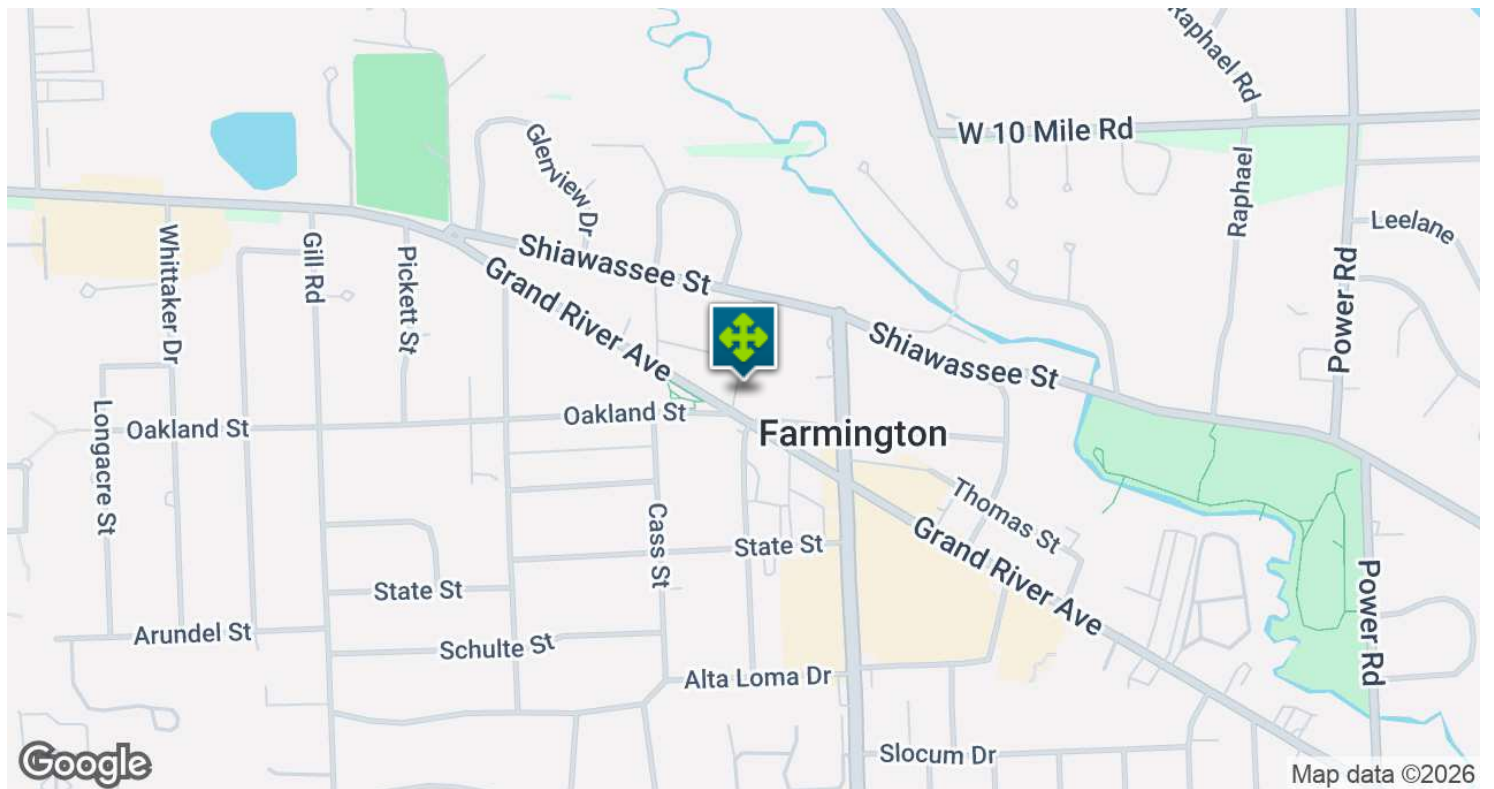 Raphael Rd
W 10 Mile Rd
Glenview Dr
Raphael
Leelane
Whittaker Dr
Gill Rd
Pickett St
Shiawassee St
Grand River Ave
Power Rd
Shiawassee St
Longacre St
Oakland St
Oakland St
Farmington
Cass St
Thomas St
State St
Grand River Ave
State St
Power Rd
Arundel St
Schulte St
Alta Loma Dr
Slocum Dr
Google
Map data ©2026